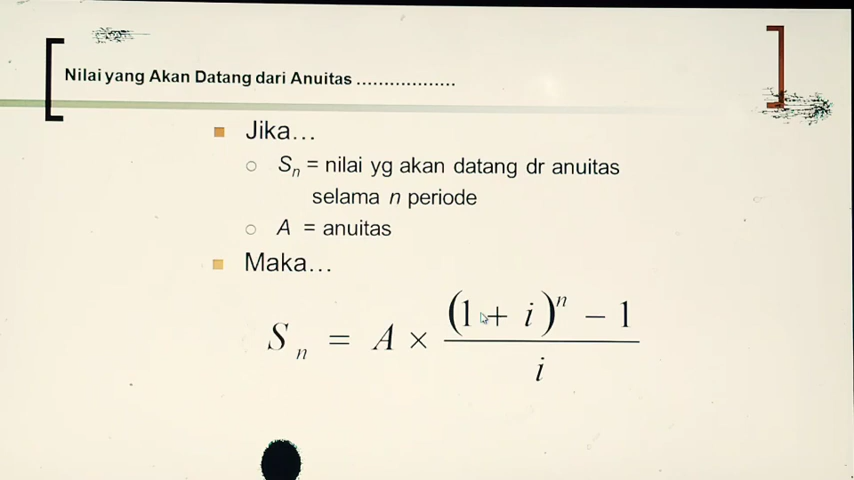 Nilai yang Akan Datang dari Anuitas ..................
Jika…
Sn = nilai yg akan datang dr anuitas
selama n periode
A = anuitas
Maka…
Sn = A × ((1 + i)^n − 1) / i